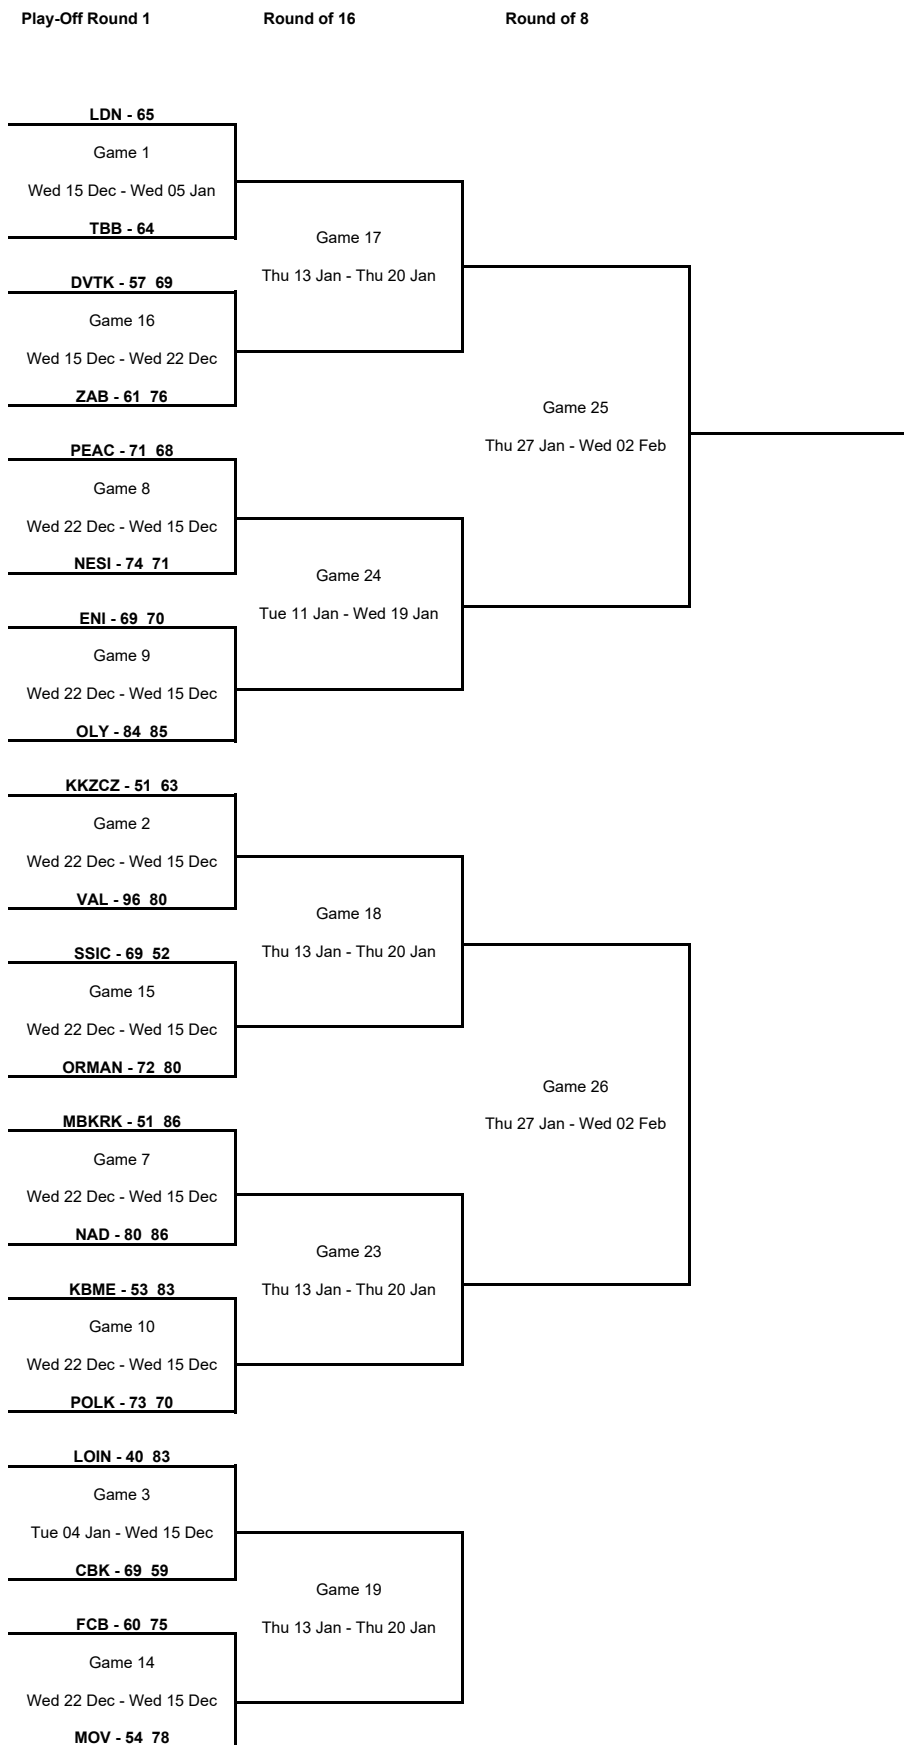 Play-Off Round 1 Round of 16 Round of 8
LDN - 65
Game 1
Wed 15 Dec - Wed 05 Jan
TBB - 64
Game 17
Thu 13 Jan - Thu 20 Jan
DVTK - 57 69
Game 16
Wed 15 Dec - Wed 22 Dec
ZAB - 61 76
Game 25
Thu 27 Jan - Wed 02 Feb
PEAC - 71 68
Game 8
Wed 22 Dec - Wed 15 Dec
NESI - 74 71
Game 24
Tue 11 Jan - Wed 19 Jan
ENI - 69 70
Game 9
Wed 22 Dec - Wed 15 Dec
OLY - 84 85
KKZCZ - 51 63
Game 2
Wed 22 Dec - Wed 15 Dec
VAL - 96 80
Game 18
Thu 13 Jan - Thu 20 Jan
SSIC - 69 52
Game 15
Wed 22 Dec - Wed 15 Dec
ORMAN - 72 80
Game 26
Thu 27 Jan - Wed 02 Feb
MBKRK - 51 86
Game 7
Wed 22 Dec - Wed 15 Dec
NAD - 80 86
Game 23
Thu 13 Jan - Thu 20 Jan
KBME - 53 83
Game 10
Wed 22 Dec - Wed 15 Dec
POLK - 73 70
LOIN - 40 83
Game 3
Tue 04 Jan - Wed 15 Dec
CBK - 69 59
Game 19
Thu 13 Jan - Thu 20 Jan
FCB - 60 75
Game 14
Wed 22 Dec - Wed 15 Dec
MOV - 54 78